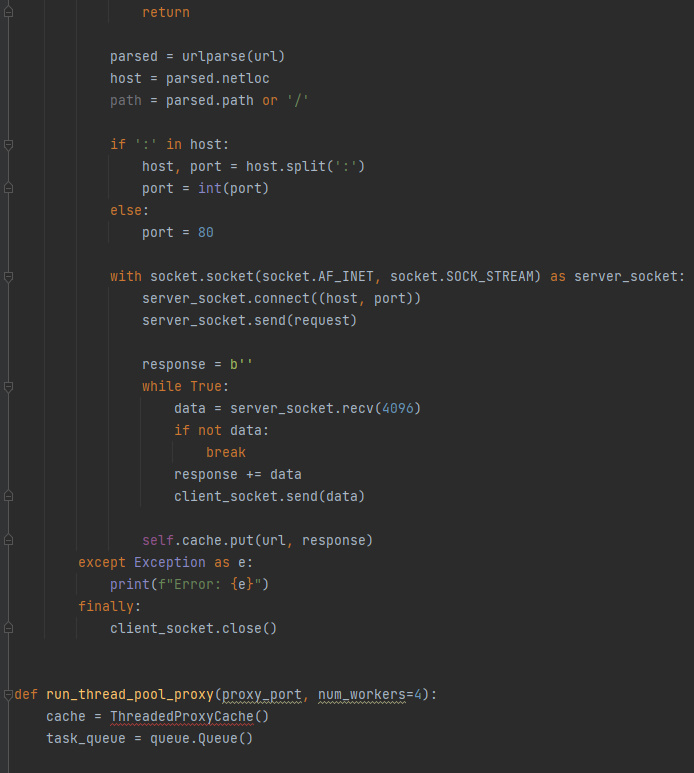 return
parsed = urlparse(url)
host = parsed.netloc
path = parsed.path or '/'
if ':' in host:
host, port = host.split(':')
port = int(port)
else:
port = 80
with socket.socket(socket.AF_INET, socket.SOCK_STREAM) as server_socket:
server_socket.connect((host, port))
server_socket.send(request)
response = b''
while True:
data = server_socket.recv(4096)
if not data:
break
response += data
client_socket.send(data)
self.cache.put(url, response)
except Exception as e:
print(f"Error: {e}")
finally:
client_socket.close()
def run_thread_pool_proxy(proxy_port, num_workers=4):
cache = ThreadedProxyCache()
task_queue = queue.Queue()